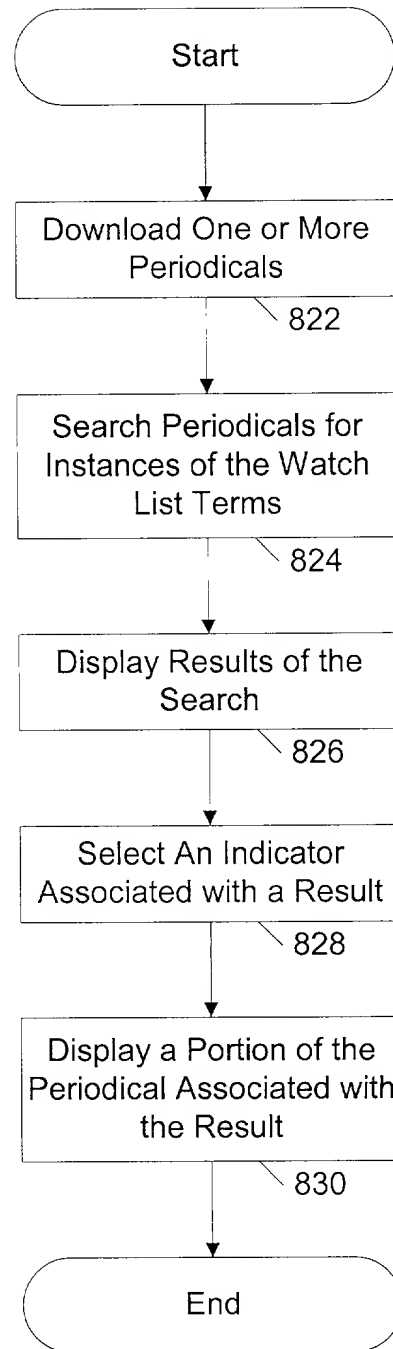 Start
Download One or More
Periodicals
822
Search Periodicals for
Instances of the Watch
List Terms
824
Display Results of the
Search
826
Select An Indicator
Associated with a Result
828
Display a Portion of the
Periodical Associated with
the Result
830
End